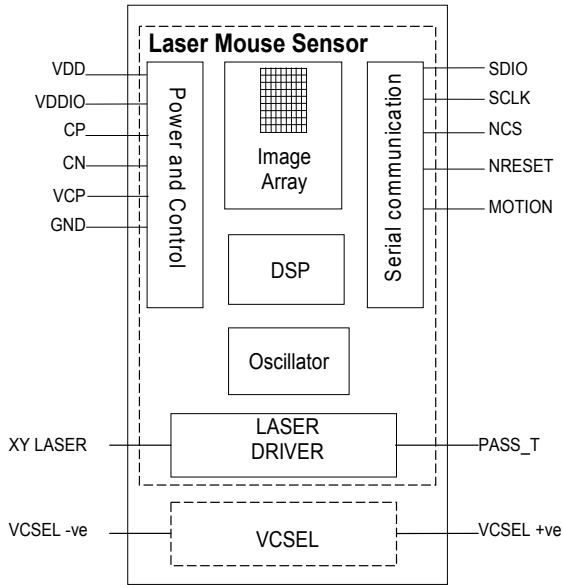 Laser Mouse Sensor
VDD
VDDIO
CP
CN
VCP
GND
Power and Control
Image
Array
Serial communication
SDIO
SCLK
NCS
NRESET
MOTION
DSP
Oscillator
XY LASER
LASER
DRIVER
PASS_T
VCSEL -ve
VCSEL
VCSEL +ve